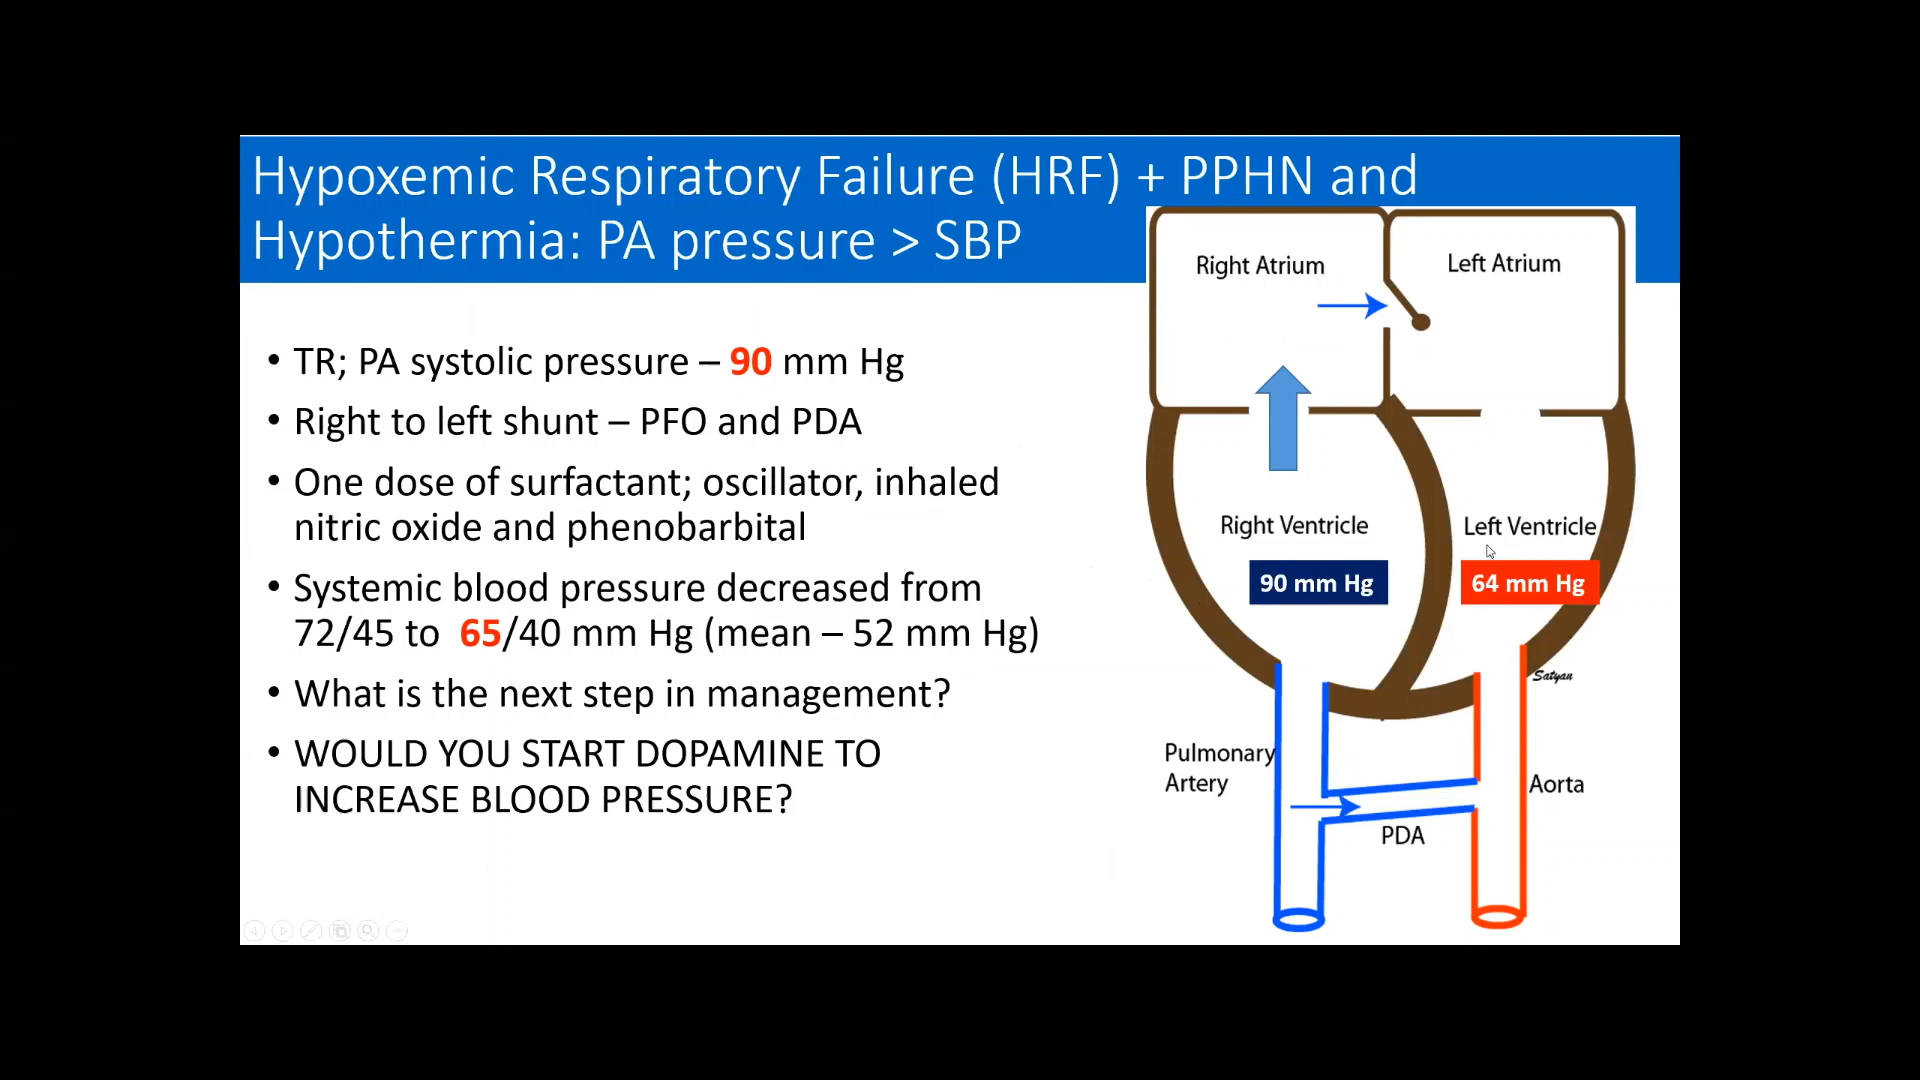 Hypoxemic Respiratory Failure (HRF) + PPHN and
Hypothermia: PA pressure > SBP
• TR; PA systolic pressure – 90 mm Hg
• Right to left shunt – PFO and PDA
• One dose of surfactant; oscillator, inhaled
nitric oxide and phenobarbital
• Systemic blood pressure decreased from
72/45 to 65/40 mm Hg (mean – 52 mm Hg)
• What is the next step in management?
• WOULD YOU START DOPAMINE TO
INCREASE BLOOD PRESSURE?
Right Atrium
Left Atrium
Right Ventricle
Left Ventricle
90 mm Hg
64 mm Hg
Satyan
Pulmonary
Artery
Aorta
PDA